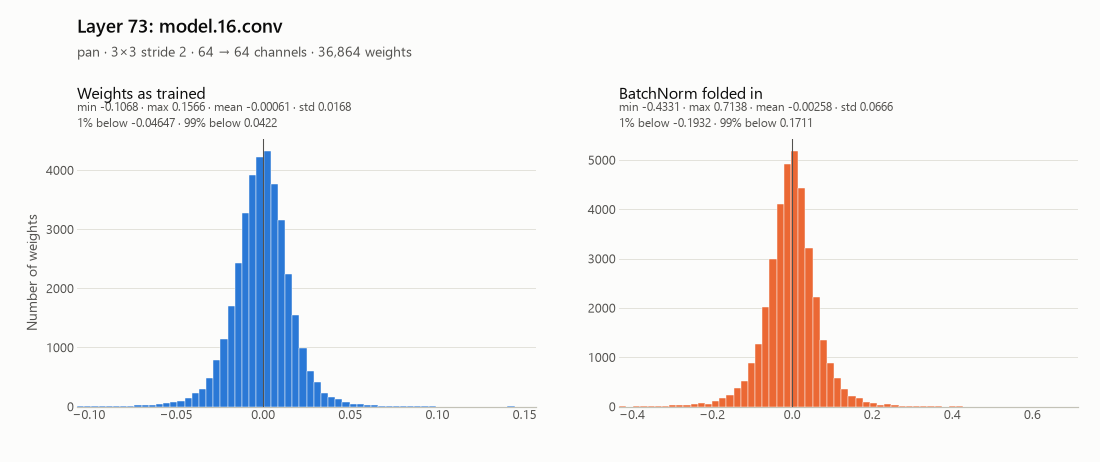 Layer 73: model.16.conv
pan · 3×3 stride 2 · 64 → 64 channels · 36,864 weights
Weights as trained
min -0.1068 · max 0.1566 · mean -0.00061 · std 0.0168
1% below -0.04647 · 99% below 0.0422
Number of weights
4000
3000
2000
1000
0
−0.10
−0.05
0.00
0.05
0.10
0.15
BatchNorm folded in
min -0.4331 · max 0.7138 · mean -0.00258 · std 0.0666
1% below -0.1932 · 99% below 0.1711
5000
4000
3000
2000
1000
0
−0.4
−0.2
0.0
0.2
0.4
0.6